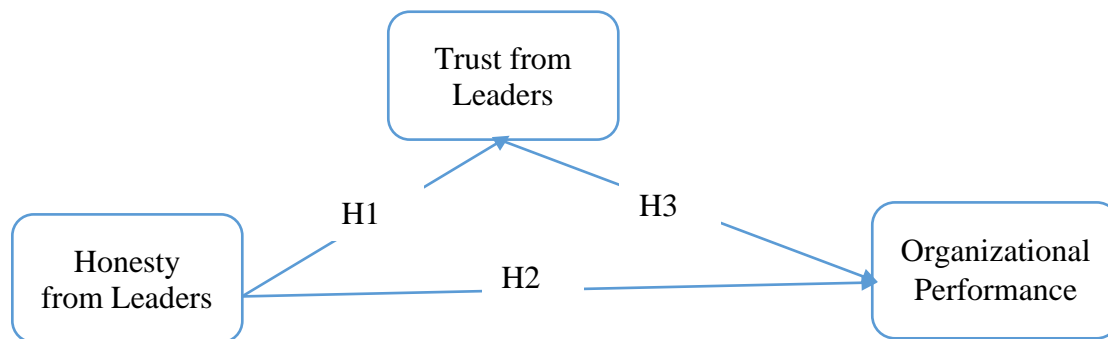 Trust from
Leaders
H1
H3
Honesty
from Leaders
H2
Organizational
Performance